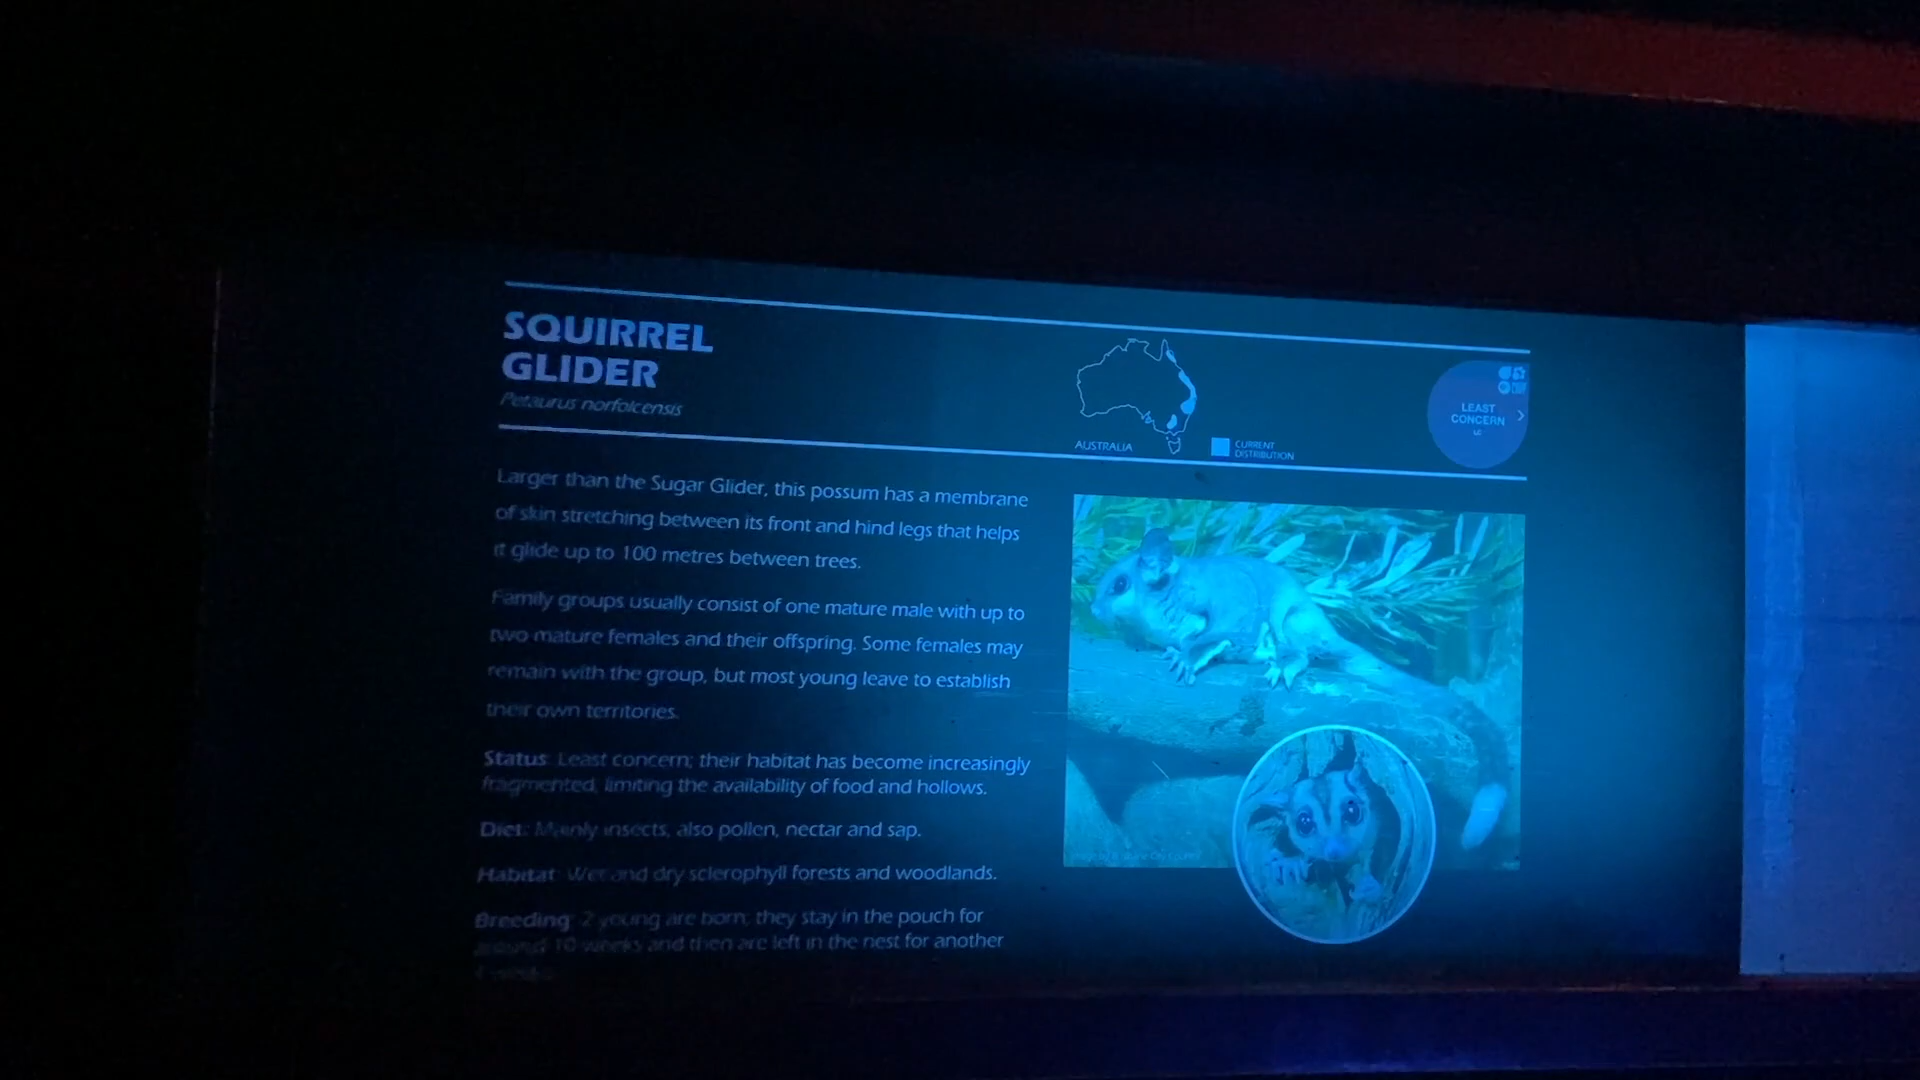 SQUIRREL
GLIDER
Petaurus norfolcensis
AUSTRALIA
CURRENT
DISTRIBUTION
LEAST
CONCERN
LC
Larger than the Sugar Glider, this possum has a membrane
of skin stretching between its front and hind legs that helps
it glide up to 100 metres between trees.
Family groups usually consist of one mature male with up to
two mature females and their offspring. Some females may
remain with the group, but most young leave to establish
their own territories.
Status: Least concern; their habitat has become increasingly
fragmented, limiting the availability of food and hollows.
Diet: Mainly insects, also pollen, nectar and sap.
Habitat: Wet and dry sclerophyll forests and woodlands.
Breeding: 2 young are born; they stay in the pouch for
around 10 weeks and then are left in the nest for another